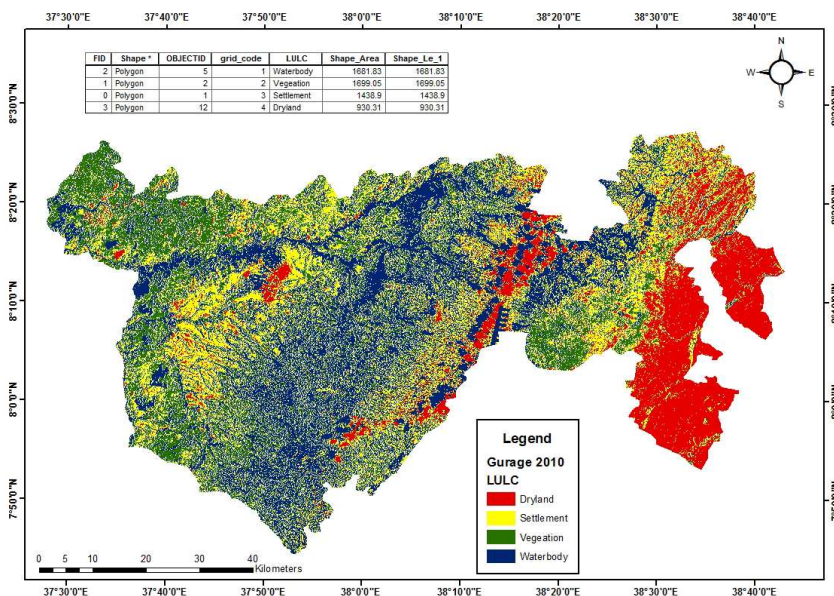 37°30'0"E 37°40'0"E 37°50'0"E 38°0'0"E 38°10'0"E 38°20'0"E 38°30'0"E 38°40'0"E
FID Shape * OBJECTID grid_code LULC Shape_Area Shape_Le_1
2 Polygon 5 1 Waterbody 1681.83 1681.83
1 Polygon 2 2 Vegeation 1699.05 1699.05
0 Polygon 1 3 Settlement 1438.9 1438.9
3 Polygon 12 4 Dryland 930.31 930.31
N
W E
S
8°30'0"N
8°20'0"N
8°10'0"N
8°0'0"N
7°50'0"N
Legend
Gurage 2010
LULC
Dryland
Settlement
Vegeation
Waterbody
0 5 10 20 30 40
Kilometers
37°30'0"E 37°40'0"E 37°50'0"E 38°0'0"E 38°10'0"E 38°20'0"E 38°30'0"E 38°40'0"E